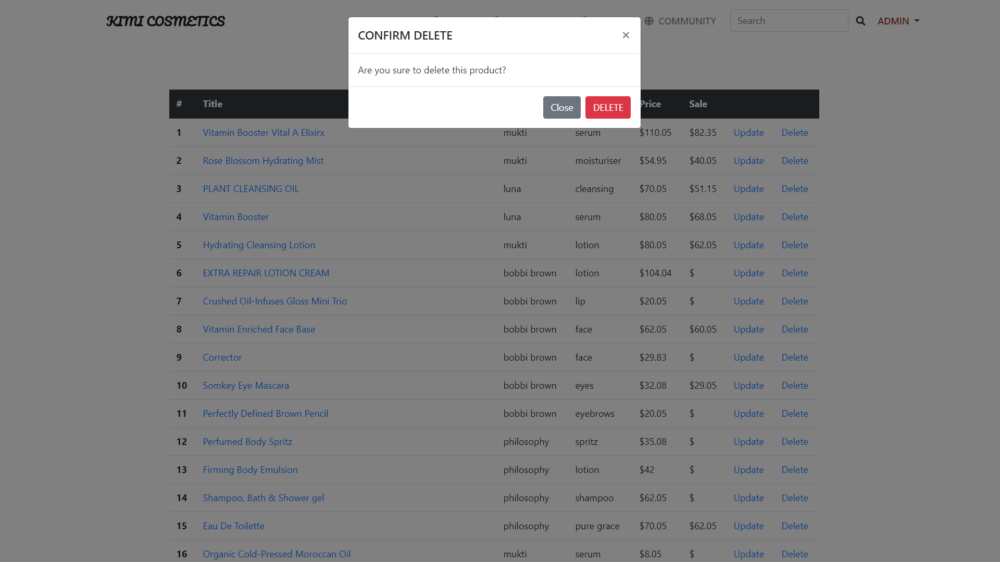 KIMI COSMETICS
COMMUNITY
Search
ADMIN
CONFIRM DELETE
×
Are you sure to delete this product?
Close DELETE
# Title Price Sale
1 Vitamin Booster Vital A Elixirx mukti serum $110.05 $82.35 Update Delete
2 Rose Blossom Hydrating Mist mukti moisturiser $54.95 $40.05 Update Delete
3 PLANT CLEANSING OIL luna cleansing $70.05 $51.15 Update Delete
4 Vitamin Booster luna serum $80.05 $68.05 Update Delete
5 Hydrating Cleansing Lotion mukti lotion $80.05 $62.05 Update Delete
6 EXTRA REPAIR LOTION CREAM bobbi brown lotion $104.04 $ Update Delete
7 Crushed Oil-Infuses Gloss Mini Trio bobbi brown lip $20.05 $ Update Delete
8 Vitamin Enriched Face Base bobbi brown face $62.05 $60.05 Update Delete
9 Corrector bobbi brown face $29.83 $ Update Delete
10 Somkey Eye Mascara bobbi brown eyes $32.08 $29.05 Update Delete
11 Perfectly Defined Brown Pencil bobbi brown eyebrows $20.05 $ Update Delete
12 Perfumed Body Spritz philosophy spritz $35.08 $ Update Delete
13 Firming Body Emulsion philosophy lotion $42 $ Update Delete
14 Shampoo, Bath & Shower gel philosophy shampoo $62.05 $ Update Delete
15 Eau De Toilette philosophy pure grace $70.05 $62.05 Update Delete
16 Organic Cold-Pressed Moroccan Oil mukti serum $8.05 $ Update Delete